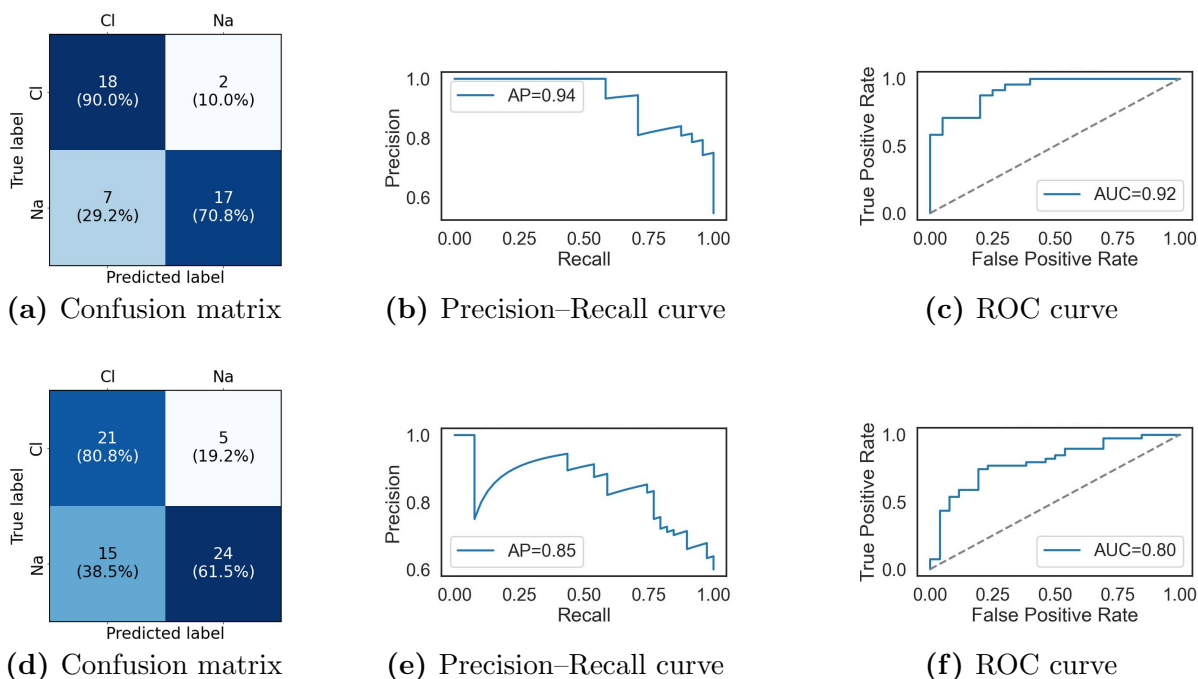 Cl Na
True label
Cl
Na
18
(90.0%)
2
(10.0%)
7
(29.2%)
17
(70.8%)
Predicted label
(a) Confusion matrix
Precision
1.0
0.8
0.6
AP=0.94
0.00 0.25 0.50 0.75 1.00
Recall
(b) Precision–Recall curve
True Positive Rate
1.0
0.5
0.0
AUC=0.92
0.00 0.25 0.50 0.75 1.00
False Positive Rate
(c) ROC curve
Cl Na
True label
Cl
Na
21
(80.8%)
5
(19.2%)
15
(38.5%)
24
(61.5%)
Predicted label
(d) Confusion matrix
Precision
1.0
0.8
0.6
AP=0.85
0.00 0.25 0.50 0.75 1.00
Recall
(e) Precision–Recall curve
True Positive Rate
1.0
0.5
0.0
AUC=0.80
0.00 0.25 0.50 0.75 1.00
False Positive Rate
(f) ROC curve